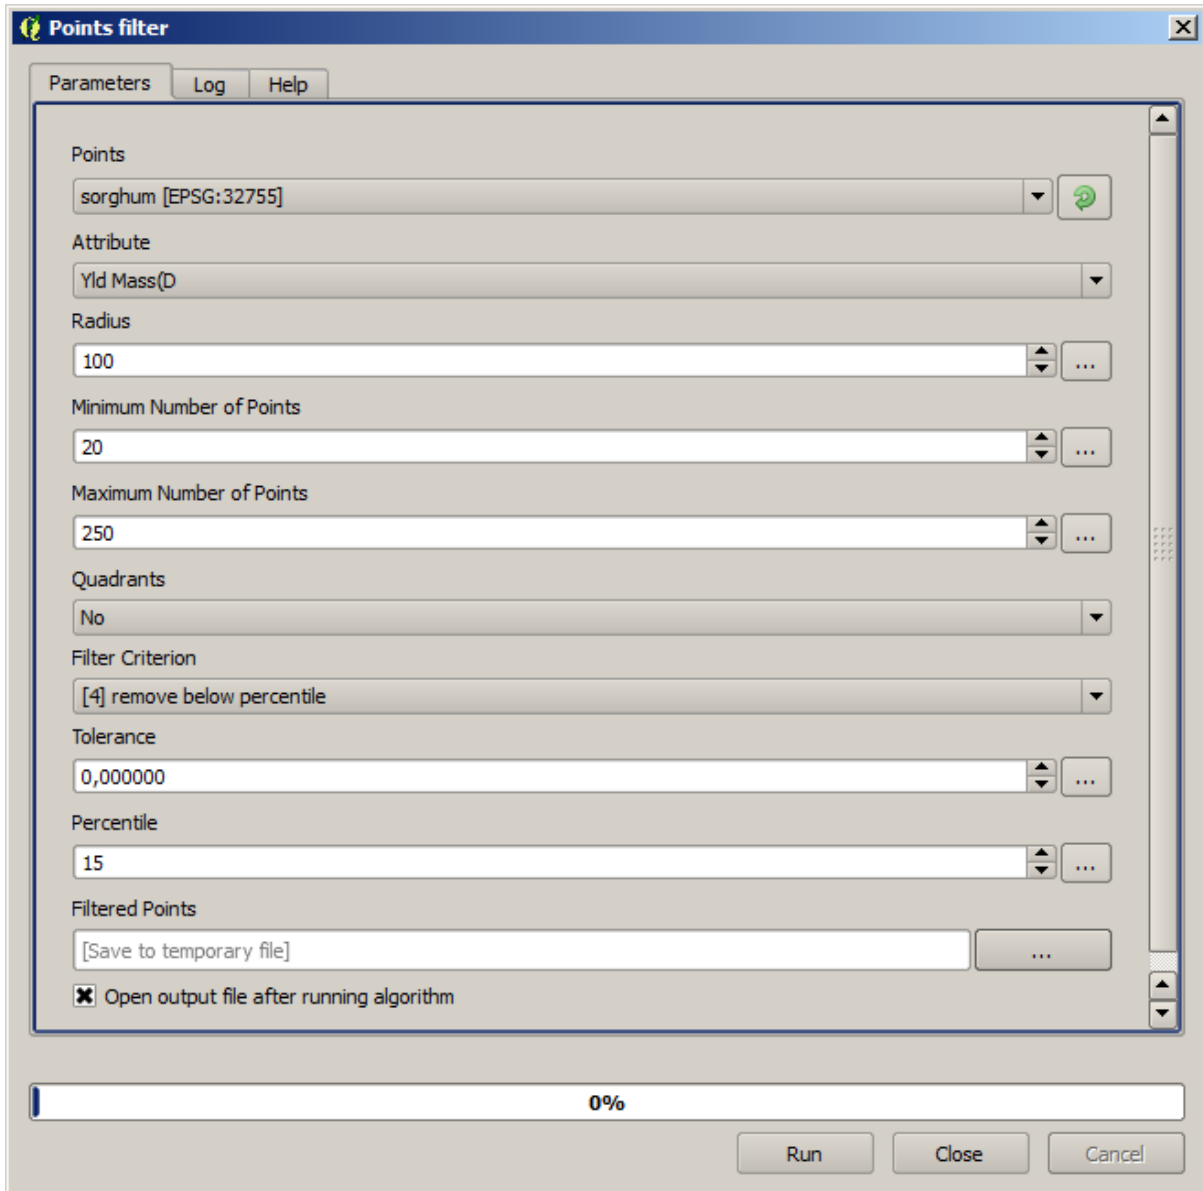 Points filter
Parameters Log Help
Points
sorghum [EPSG:32755]
Attribute
Yld Mass(D
Radius
100
...
Minimum Number of Points
20
...
Maximum Number of Points
250
...
Quadrants
No
Filter Criterion
[4] remove below percentile
Tolerance
0,000000
...
Percentile
15
...
Filtered Points
[Save to temporary file]
...
Open output file after running algorithm
0%
Run Close Cancel